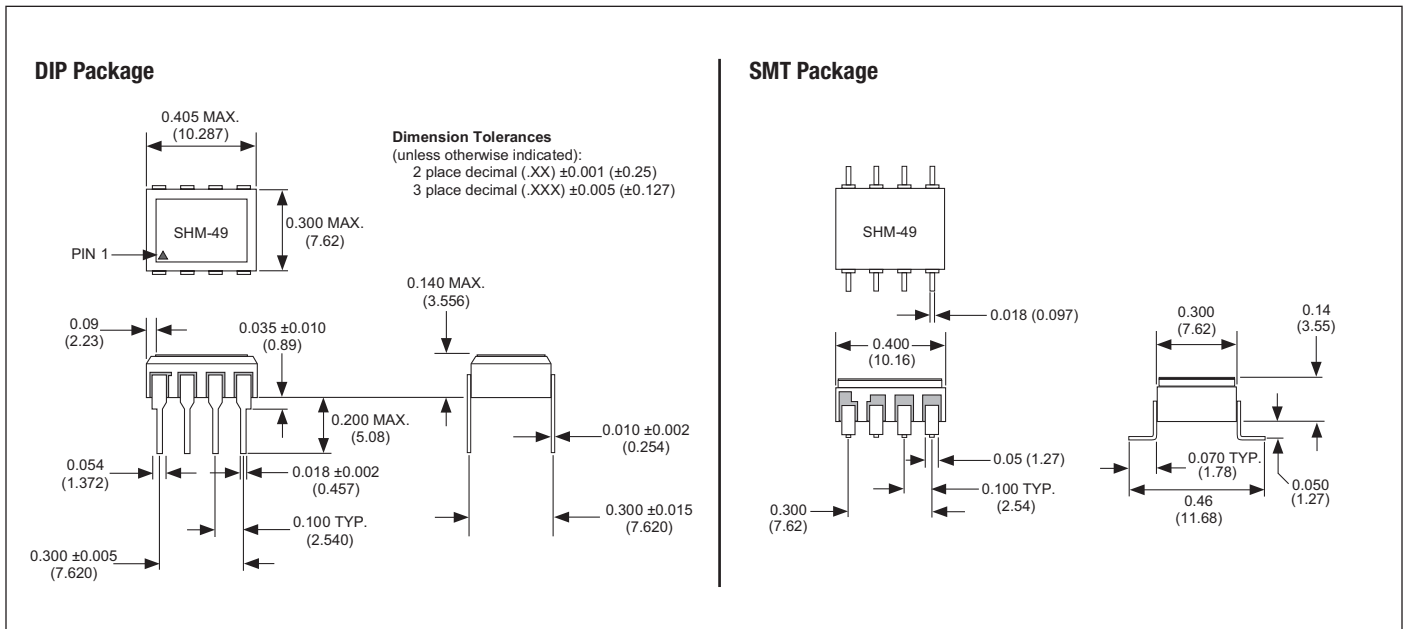 DIP Package
0.405 MAX.
(10.287)
Dimension Tolerances
(unless otherwise indicated):
2 place decimal (.XX) ±0.001 (±0.25)
3 place decimal (.XXX) ±0.005 (±0.127)
SHM-49
0.300 MAX.
(7.62)
PIN 1
0.140 MAX.
(3.556)
0.09
(2.23)
0.035 ±0.010
(0.89)
0.200 MAX.
(5.08)
0.010 ±0.002
(0.254)
0.054
(1.372)
0.018 ±0.002
(0.457)
0.100 TYP.
(2.540)
0.300 ±0.015
(7.620)
0.300 ±0.005
(7.620)
SMT Package
SHM-49
0.018 (0.097)
0.400
(10.16)
0.300
(7.62)
0.14
(3.55)
0.05 (1.27)
0.100 TYP.
(2.54)
0.300
(7.62)
0.070 TYP.
(1.78)
0.050
(1.27)
0.46
(11.68)